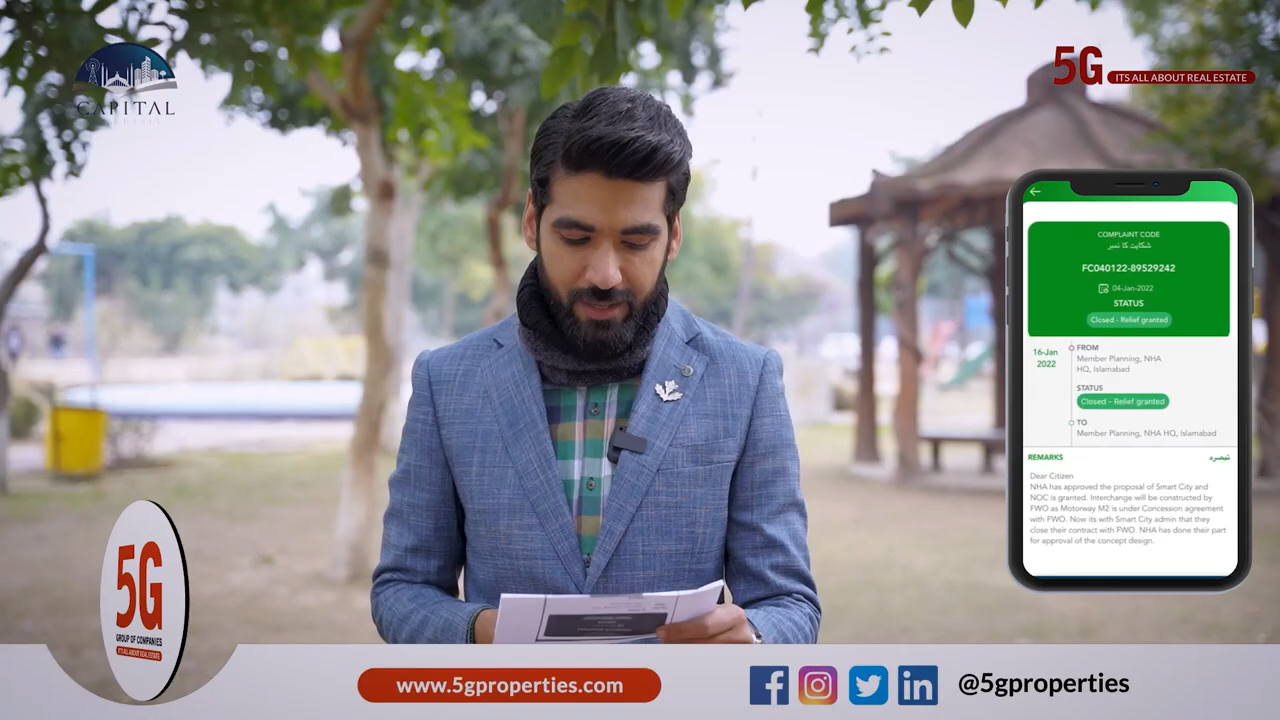 CAPITAL
5G
ITS ALL ABOUT REAL ESTATE
COMPLAINT CODE
شکایت کا نمبر
FC040122-89529242
04-Jan-2022
STATUS
Closed - Relief granted
16-Jan
2022
FROM
Member Planning, NHA
HQ, Islamabad
STATUS
Closed - Relief granted
TO
Member Planning, NHA HQ, Islamabad
REMARKS
تبصرہ
Dear Citizen
NHA has approved the proposal of Smart City and
NOC is granted. Interchange will be constructed by
FWO as Motorway M2 is under Concession agreement
with FWO. Now its with Smart City admin that they
close their contract with FWO. NHA has done their part
for approval of the concept design.
5G
GROUP OF COMPANIES
ITS ALL ABOUT REAL ESTATE
www.5gproperties.com
f
in
@5gproperties